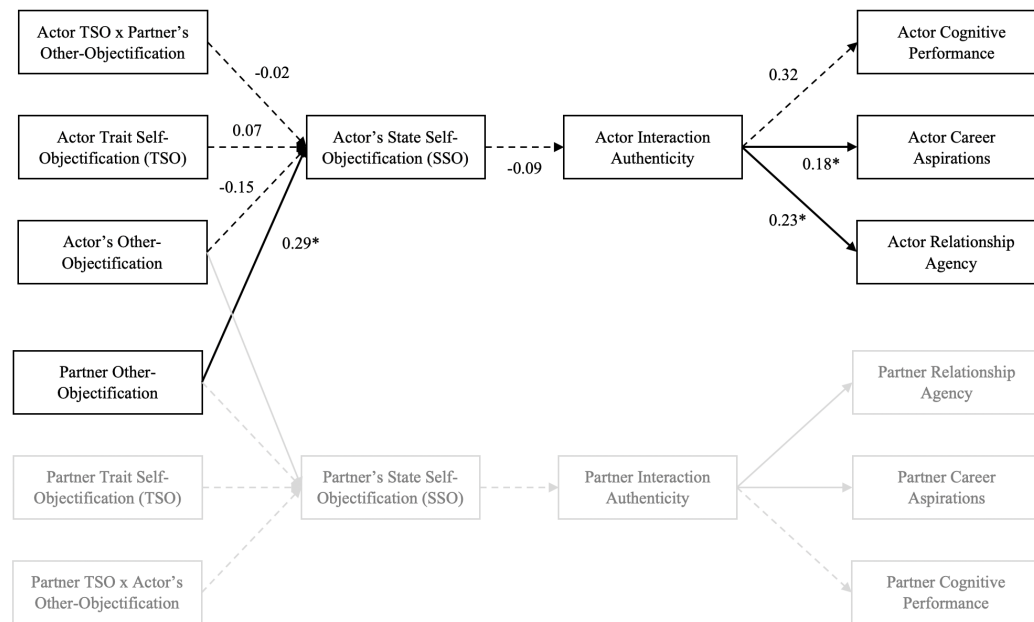 Actor TSO x Partner's
Other-Objectification
-0.02
Actor Trait Self-
Objectification (TSO)
0.07
Actor's Other-
Objectification
-0.15
Partner Other-
Objectification
0.29*
Actor's State Self-
Objectification (SSO)
-0.09
Actor Interaction
Authenticity
0.32
0.18*
0.23*
Actor Cognitive
Performance
Actor Career
Aspirations
Actor Relationship
Agency
Partner Trait Self-
Objectification (TSO)
Partner TSO x Actor's
Other-Objectification
Partner's State Self-
Objectification (SSO)
Partner Interaction
Authenticity
Partner Relationship
Agency
Partner Career
Aspirations
Partner Cognitive
Performance